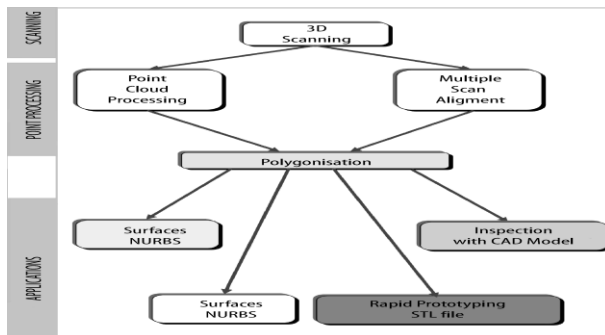 SCANNING
3D
Scanning
POINT PROCESSING
Point
Cloud
Processing
Multiple
Scan
Aligment
Polygonisation
APPLICATIONS
Surfaces
NURBS
Inspection
with CAD Model
Surfaces
NURBS
Rapid Prototyping
STL file